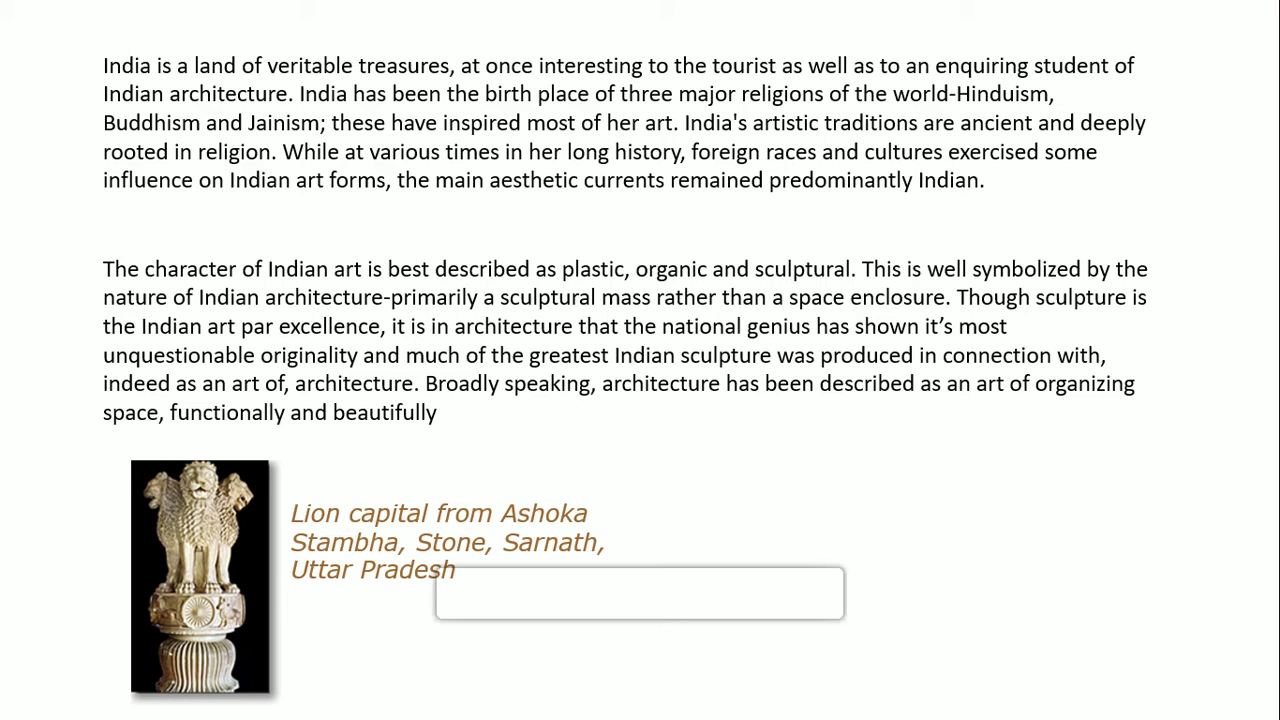 India is a land of veritable treasures, at once interesting to the tourist as well as to an enquiring student of
Indian architecture. India has been the birth place of three major religions of the world-Hinduism,
Buddhism and Jainism; these have inspired most of her art. India's artistic traditions are ancient and deeply
rooted in religion. While at various times in her long history, foreign races and cultures exercised some
influence on Indian art forms, the main aesthetic currents remained predominantly Indian.
The character of Indian art is best described as plastic, organic and sculptural. This is well symbolized by the
nature of Indian architecture-primarily a sculptural mass rather than a space enclosure. Though sculpture is
the Indian art par excellence, it is in architecture that the national genius has shown it’s most
unquestionable originality and much of the greatest Indian sculpture was produced in connection with,
indeed as an art of, architecture. Broadly speaking, architecture has been described as an art of organizing
space, functionally and beautifully
Lion capital from Ashoka
Stambha, Stone, Sarnath,
Uttar Pradesh